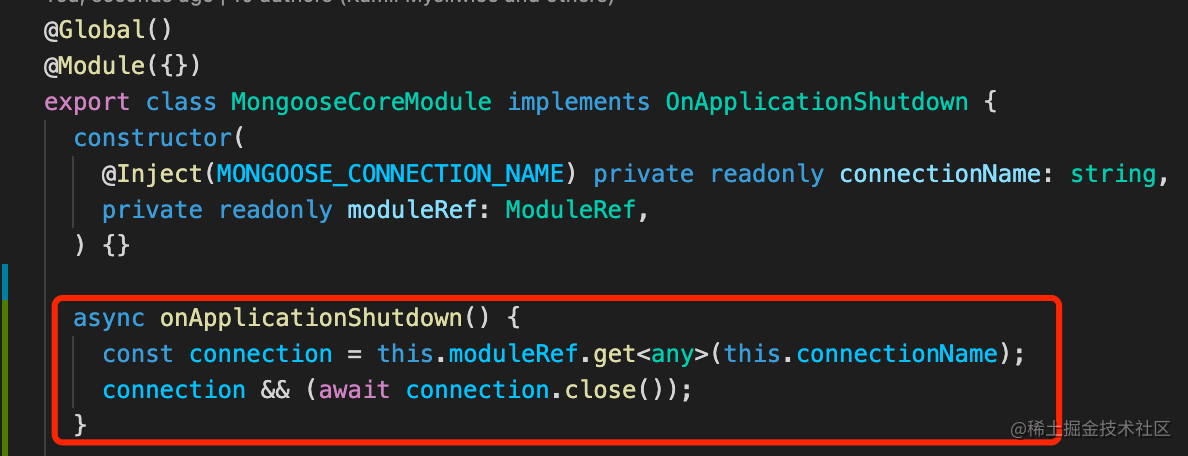 @Global()
@Module({})
export class MongooseCoreModule implements OnApplicationShutdown {
constructor(
@Inject(MONGOOSE_CONNECTION_NAME) private readonly connectionName: string,
private readonly moduleRef: ModuleRef,
) {}
async onApplicationShutdown() {
const connection = this.moduleRef.get<any>(this.connectionName);
connection && (await connection.close());
}
@稀土掘金技术社区